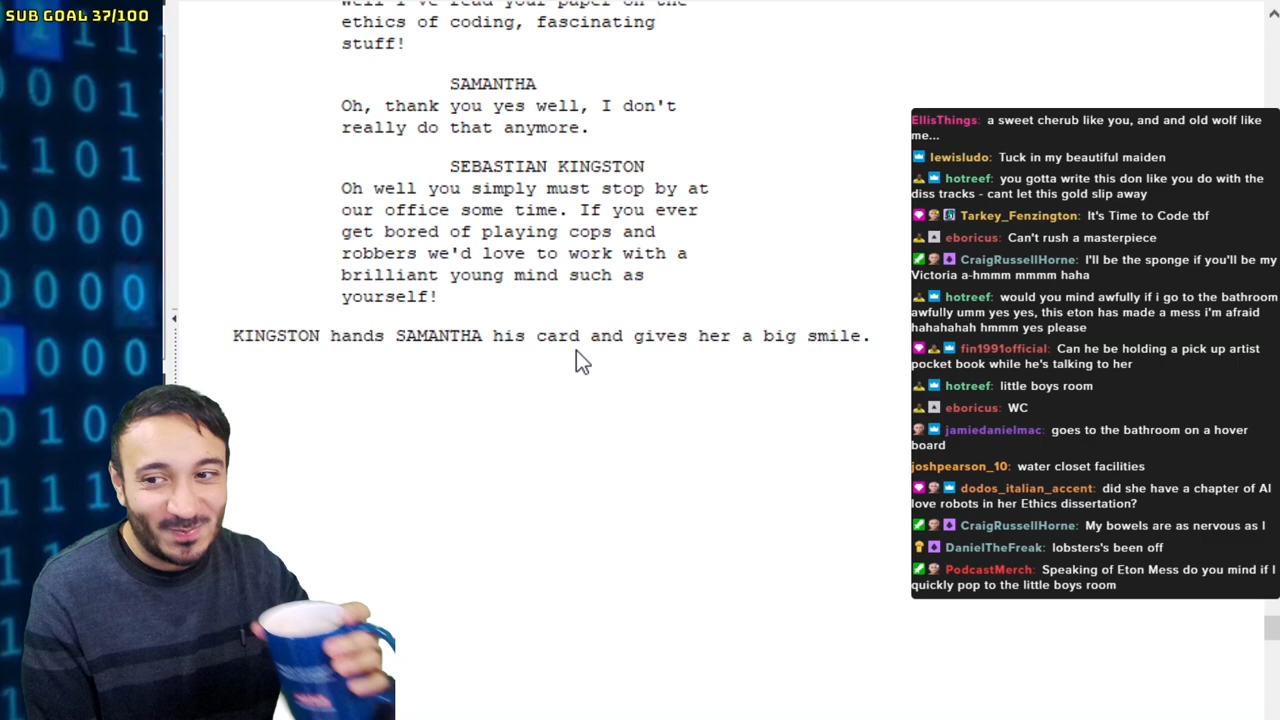 SUB GOAL 37/100
well I've read your paper on the
ethics of coding, fascinating
stuff!
SAMANTHA
Oh, thank you yes well, I don't
really do that anymore.
SEBASTIAN KINGSTON
Oh well you simply must stop by at
our office some time. If you ever
get bored of playing cops and
robbers we'd love to work with a
brilliant young mind such as
yourself!
KINGSTON hands SAMANTHA his card and gives her a big smile.
EllisThings: a sweet cherub like you, and and old wolf like
me...
lewisludo: Tuck in my beautiful maiden
hotreef: you gotta write this don like you do with the
diss tracks - cant let this gold slip away
Tarkey_Fenzington: It's Time to Code tbf
eboricus: Can't rush a masterpiece
CraigRussellHorne: I'll be the sponge if you'll be my
Victoria a-hmmm mmmm haha
hotreef: would you mind awfully if i go to the bathroom
awfully umm yes yes, this eton has made a mess i'm afraid
hahahahah hmmm yes please
fin1991official: Can he be holding a pick up artist
pocket book while he's talking to her
hotreef: little boys room
eboricus: WC
jamiedanielmac: goes to the bathroom on a hover
board
joshpearson_10: water closet facilities
dodos_italian_accent: did she have a chapter of AI
love robots in her Ethics dissertation?
CraigRussellHorne: My bowels are as nervous as I
DanielTheFreak: lobsters's been off
PodcastMerch: Speaking of Eton Mess do you mind if I
quickly pop to the little boys room